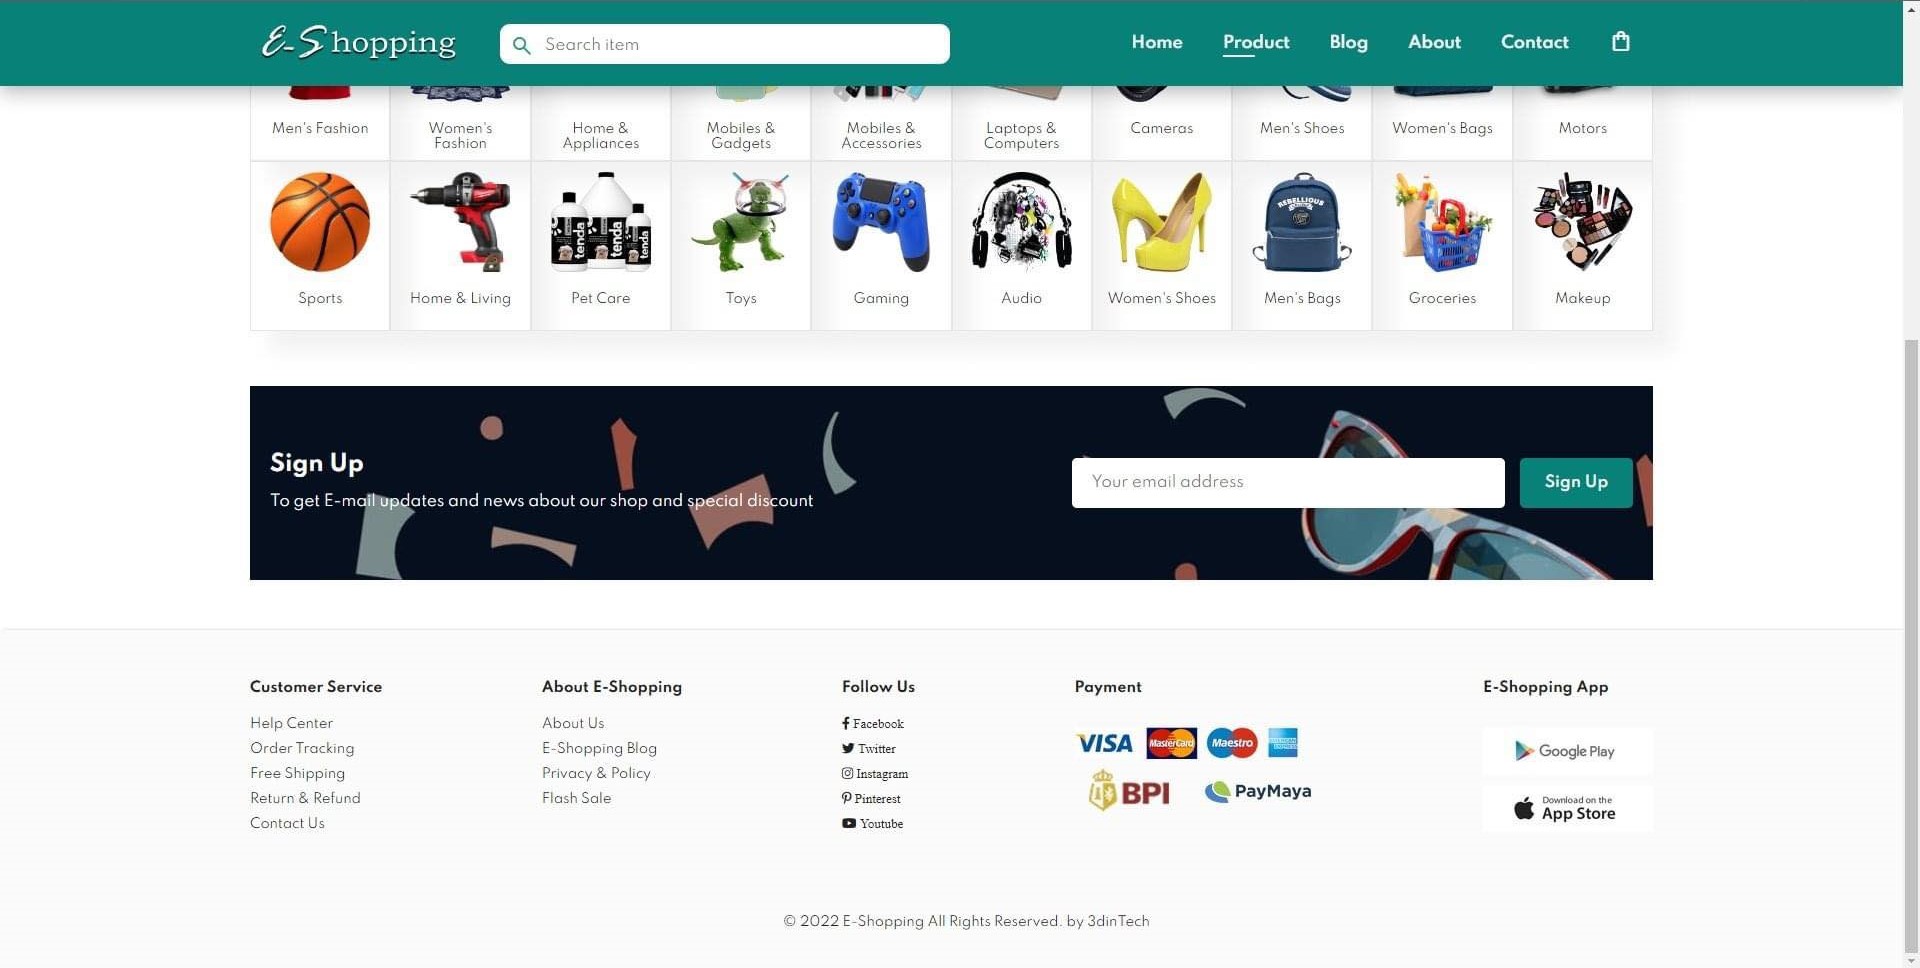 E-Shopping
Search item
Home Product Blog About Contact
Men's Fashion
Women's
Fashion
Home &
Appliances
Mobiles &
Gadgets
Mobiles &
Accessories
Laptops &
Computers
Cameras
Men's Shoes
Women's Bags
Motors
tenda
tenda
tenda
REBELLIOUS
Sports
Home & Living
Pet Care
Toys
Gaming
Audio
Women's Shoes
Men's Bags
Groceries
Makeup
Sign Up
To get E-mail updates and news about our shop and special discount
Your email address
Sign Up
Customer Service
Help Center
Order Tracking
Free Shipping
Return & Refund
Contact Us
About E-Shopping
About Us
E-Shopping Blog
Privacy & Policy
Flash Sale
Follow Us
Facebook
Twitter
Instagram
Pinterest
Youtube
Payment
VISA MasterCard Maestro AMERICAN EXPRESS
BPI PayMaya
E-Shopping App
Google Play
Download on the
App Store
© 2022 E-Shopping All Rights Reserved. by 3dinTech